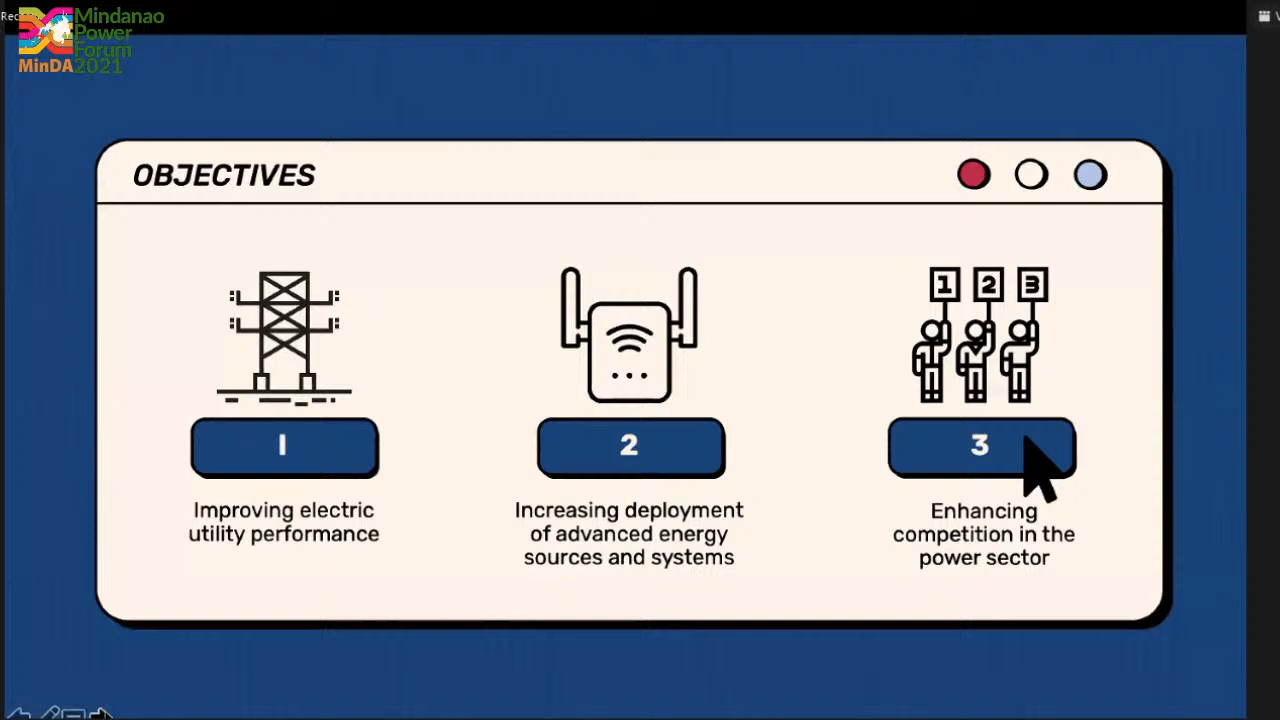 Rec
Mindanao
Power
Forum
MinDA 2021
OBJECTIVES
1 2 3
1
2
3
Improving electric
utility performance
Increasing deployment
of advanced energy
sources and systems
Enhancing
competition in the
power sector